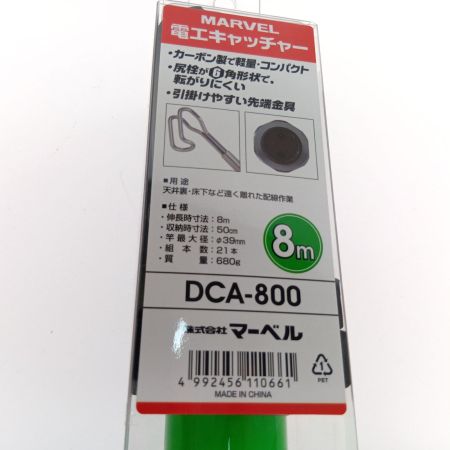 MARVEL
電工キャッチャー
・カーボン製で軽量・コンパクト
・尻栓が6角形状で、
転がりにくい
・引掛けやすい先端金具
■用途
天井裏・床下など遠く離れた配線作業
■仕様
・伸長時寸法：8m
・収納時寸法：50cm
・竿最大径：φ39mm
・組本数：21本
・質量：680g
8m
DCA-800
株式会社 マーベル
4 992456 110661
MADE IN CHINA
1
PET